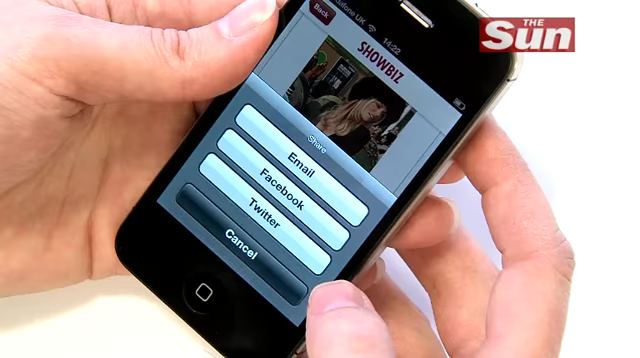 THE
Sun
Back
vodafone UK
14:22
SHOWBIZ
Share
Email
Facebook
Twitter
Cancel